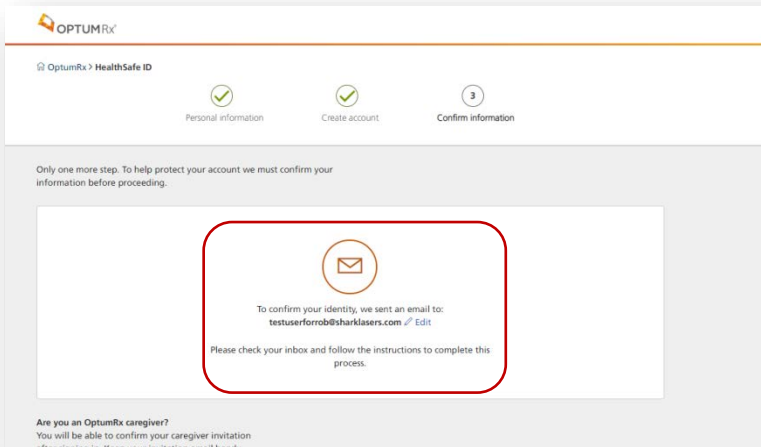 OPTUMRx®
OptumRx > HealthSafe ID
3
Personal information
Create account
Confirm information
Only one more step. To help protect your account we must confirm your
information before proceeding.
To confirm your identity, we sent an email to:
testuserforrob@sharklasers.com Edit
Please check your inbox and follow the instructions to complete this
process.
Are you an OptumRx caregiver?
You will be able to confirm your caregiver invitation